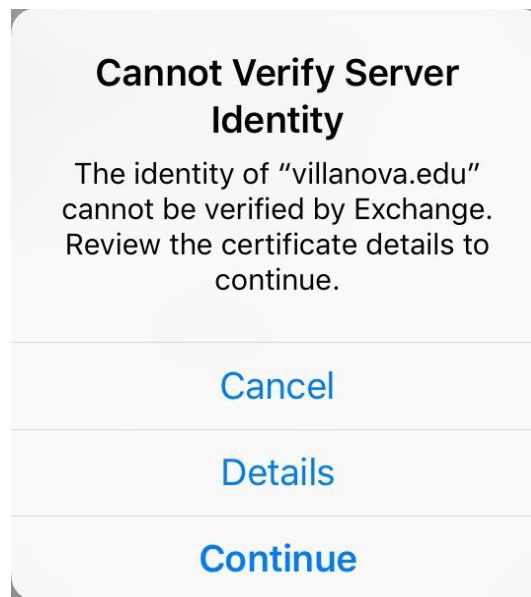 Cannot Verify Server
Identity
The identity of “villanova.edu”
cannot be verified by Exchange.
Review the certificate details to
continue.
Cancel
Details
Continue